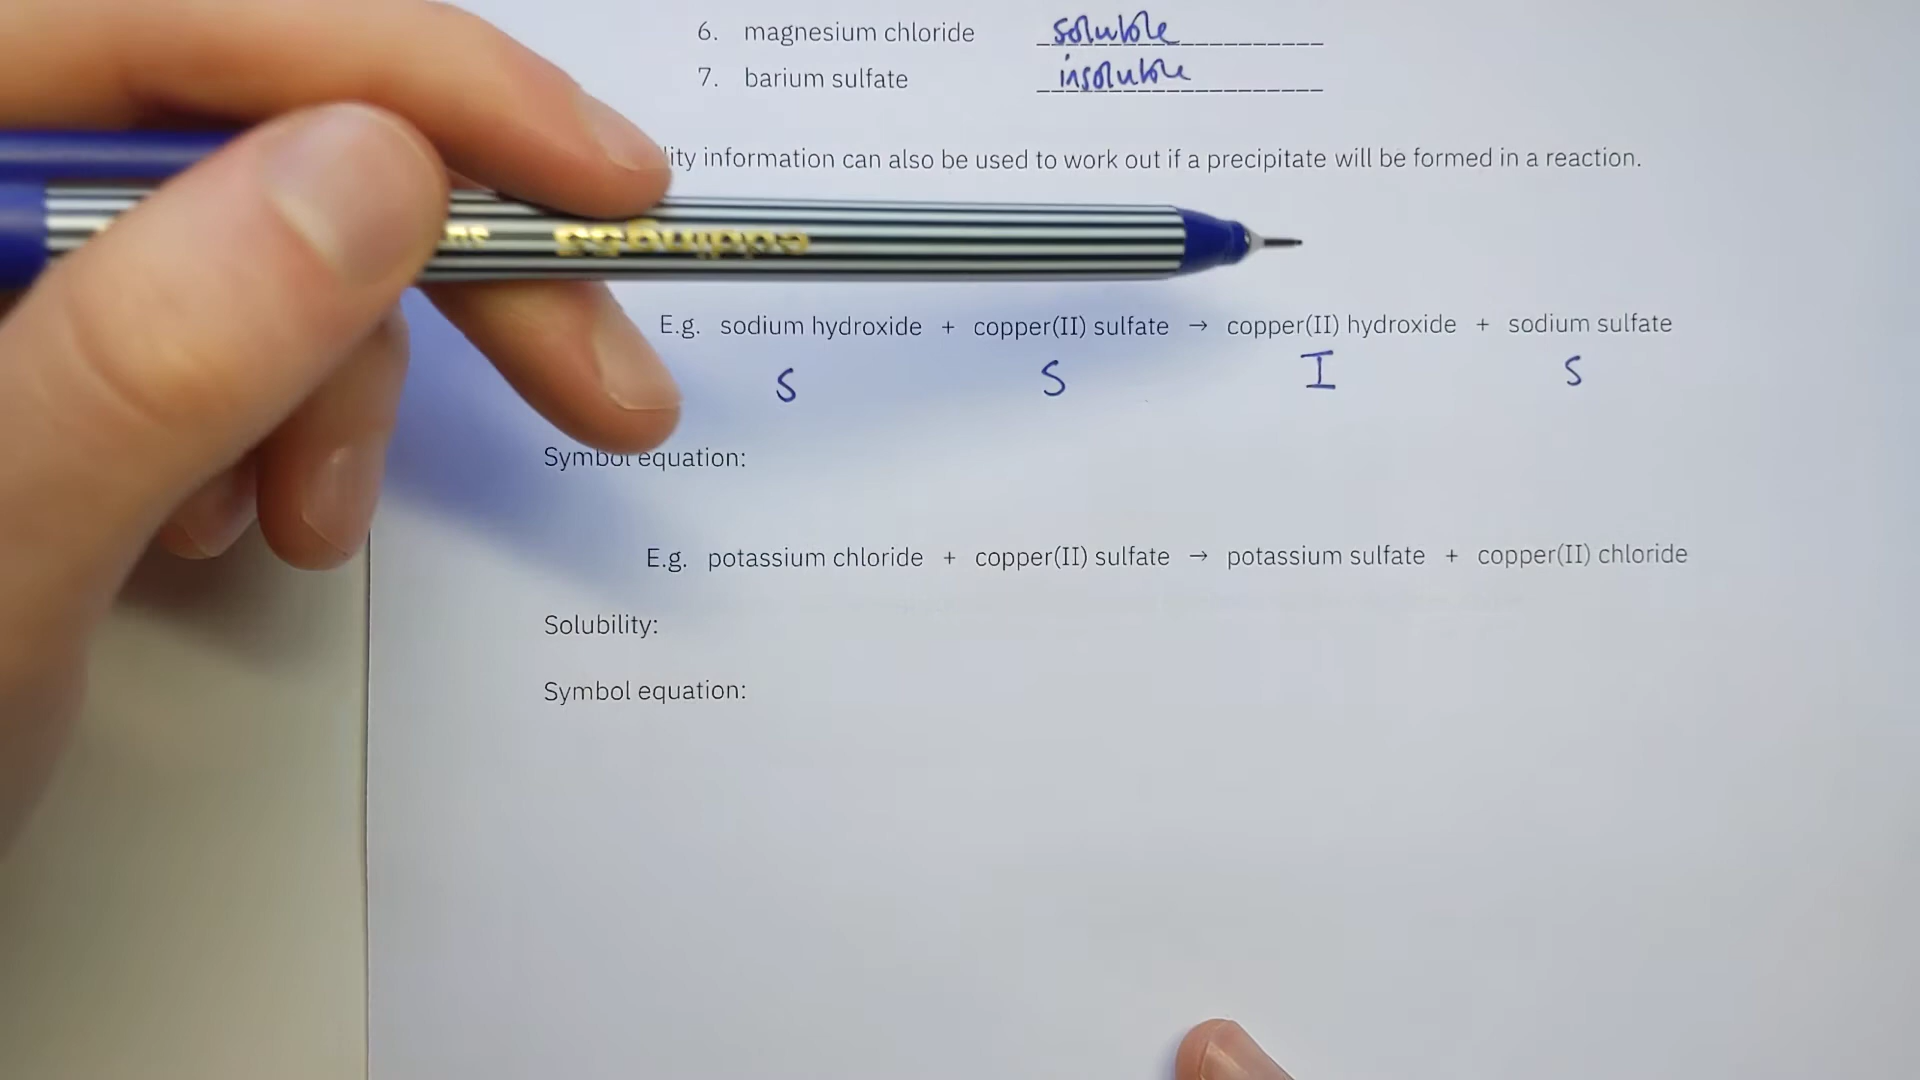 6. magnesium chloride soluble
7. barium sulfate insoluble
information can also be used to work out if a precipitate will be formed in a reaction.
edding 55
E.g. sodium hydroxide + copper(II) sulfate → copper(II) hydroxide + sodium sulfate
S S I S
Symbol equation:
E.g. potassium chloride + copper(II) sulfate → potassium sulfate + copper(II) chloride
Solubility:
Symbol equation: